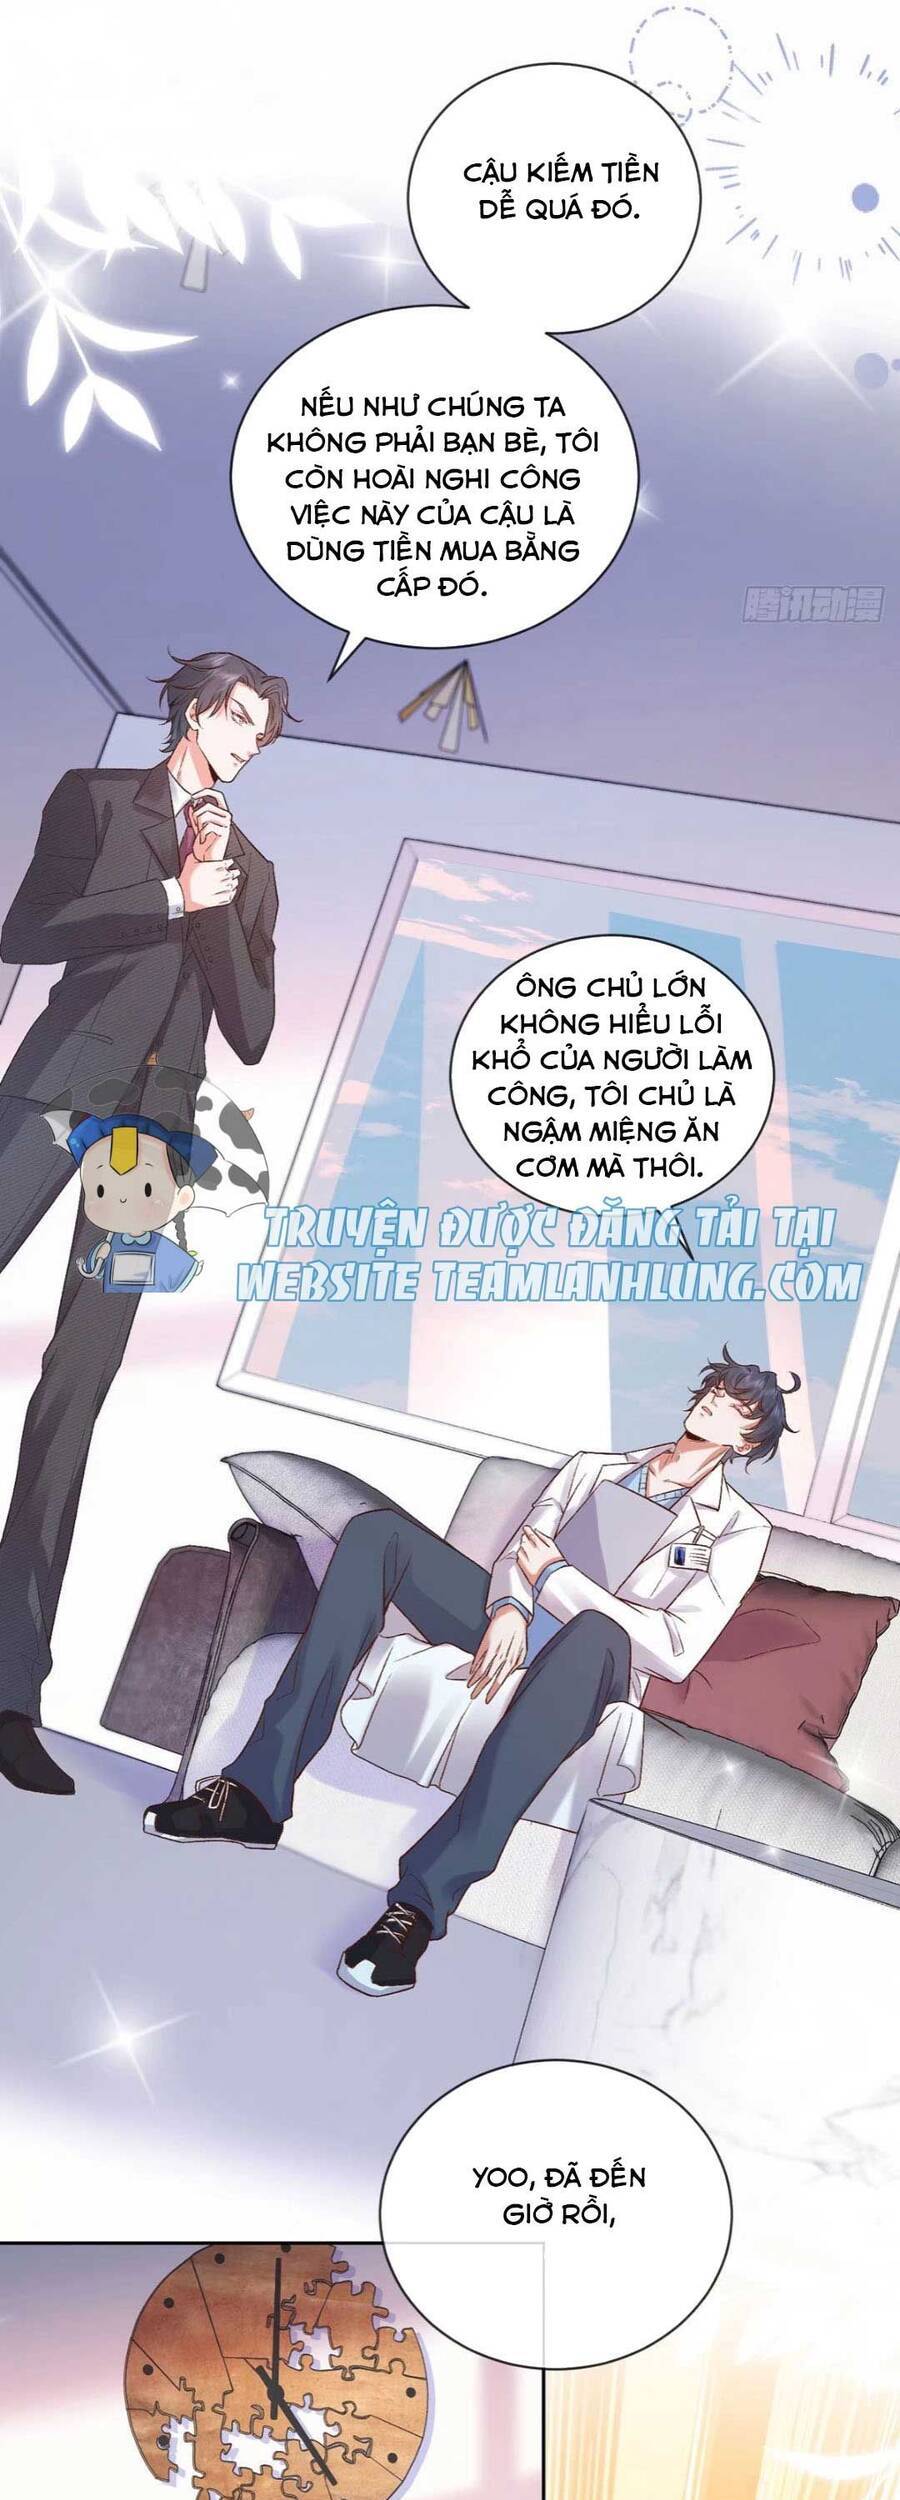 CẬU KIẾM TIỀN
DỄ QUÁ ĐÓ.
NẾU NHƯ CHÚNG TA
KHÔNG PHẢI BẠN BÈ, TÔI
CÒN HOÀI NGHI CÔNG
VIỆC NÀY CỦA CẬU LÀ
DÙNG TIỀN MUA BẰNG
CẤP ĐÓ.
腾讯动漫
ÔNG CHỦ LỚN
KHÔNG HIỂU LỖI
KHỔ CỦA NGƯỜI LÀM
CÔNG, TÔI CHỦ LÀ
NGẬM MIỆNG ĂN
CƠM MÀ THÔI.
TRUYỆN ĐƯỢC ĐĂNG TẢI TẠI
WEBSITE TEAMLANHLUNG.COM
YOO, ĐÃ ĐẾN
GIỜ RỒI,